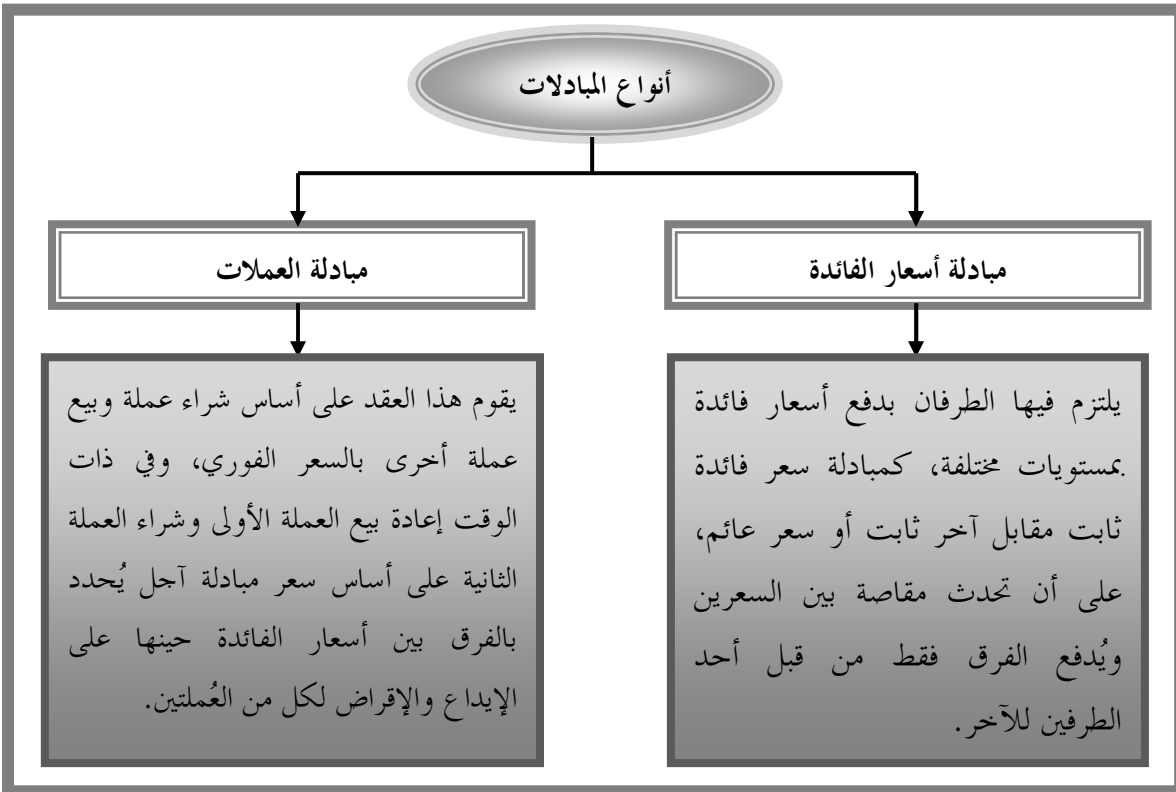 أنواع المبادلات
مبادلة أسعار الفائدة
يلتزم فيها الطرفان بدفع أسعار فائدة
بمستويات مختلفة، كمبادلة سعر فائدة
ثابت مقابل آخر ثابت أو سعر عائم،
على أن تحدث مقاصة بين السعرين
ويُدفع الفرق فقط من قبل أحد
الطرفين للآخر.
مبادلة العملات
يقوم هذا العقد على أساس شراء عملة وبيع
عملة أخرى بالسعر الفوري، وفي ذات
الوقت إعادة بيع العملة الأولى وشراء العملة
الثانية على أساس سعر مبادلة آجل يُحدد
بالفرق بين أسعار الفائدة حينها على
الإيداع والإقراض لكل من العُملتين.